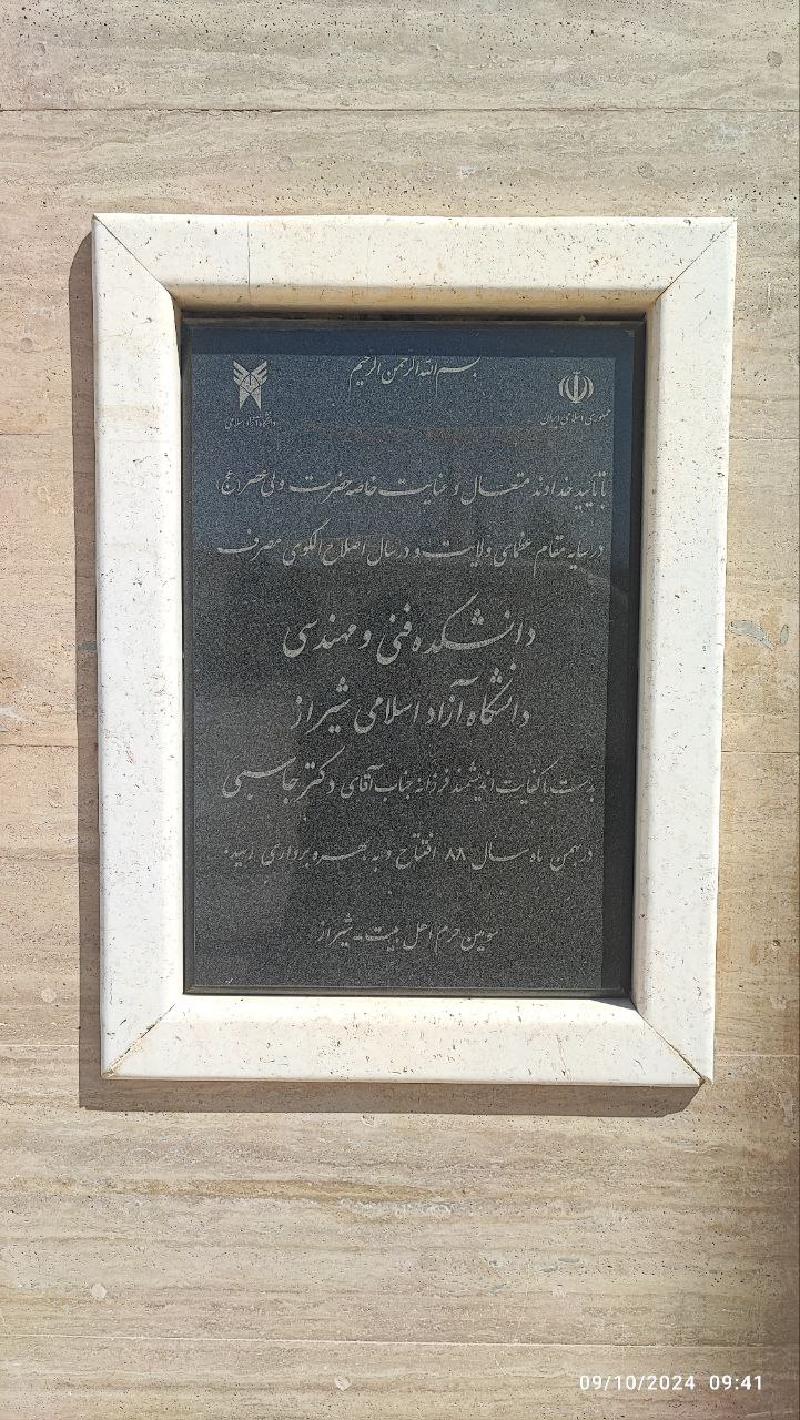 بسم الله الرحمن الرحیم
جمهوری اسلامی ایران
دانشگاه آزاد اسلامی
با تأیید خداوند متعال و عنایت خاصه حضرت ولی عصر (عج)
در سایه مقام عظمای ولایت و در سال اصلاح الگوی مصرف
دانشکده فنی و مهندسی
دانشگاه آزاد اسلامی شیراز
بدست با کفایت اندیشمند فرزانه جناب آقای دکتر جاسبی
در بهمن ماه سال ۸۸ افتتاح و به بهره برداری رسید.
سومین حرم اهل بیت - شیراز
09/10/2024 09:41